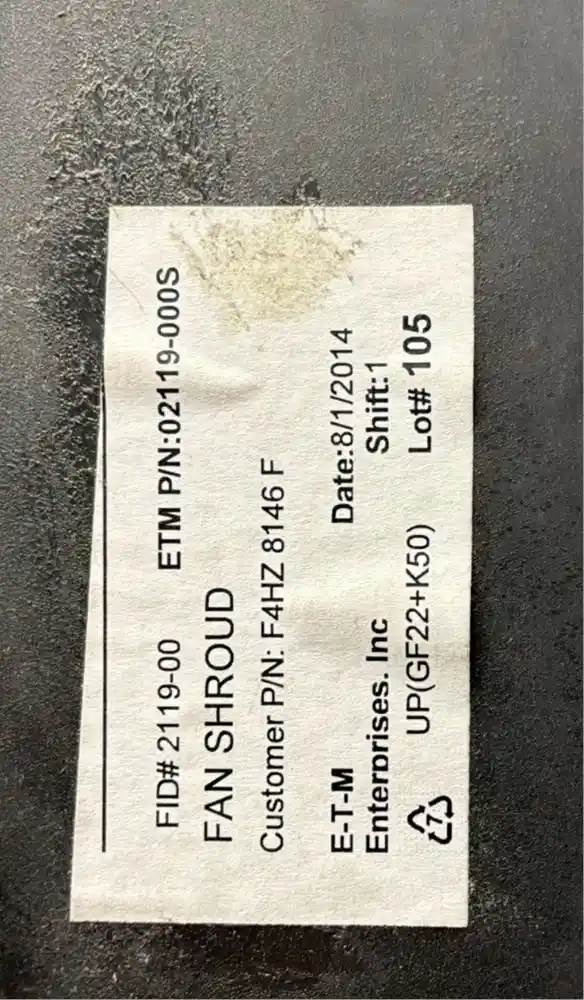 FID# 2119-00 ETM P/N:02119-000S
FAN SHROUD
Customer P/N: F4HZ 8146 F
E-T-M Date:8/1/2014
Enterprises. Inc Shift:1
7 UP(GF22+K50) Lot# 105